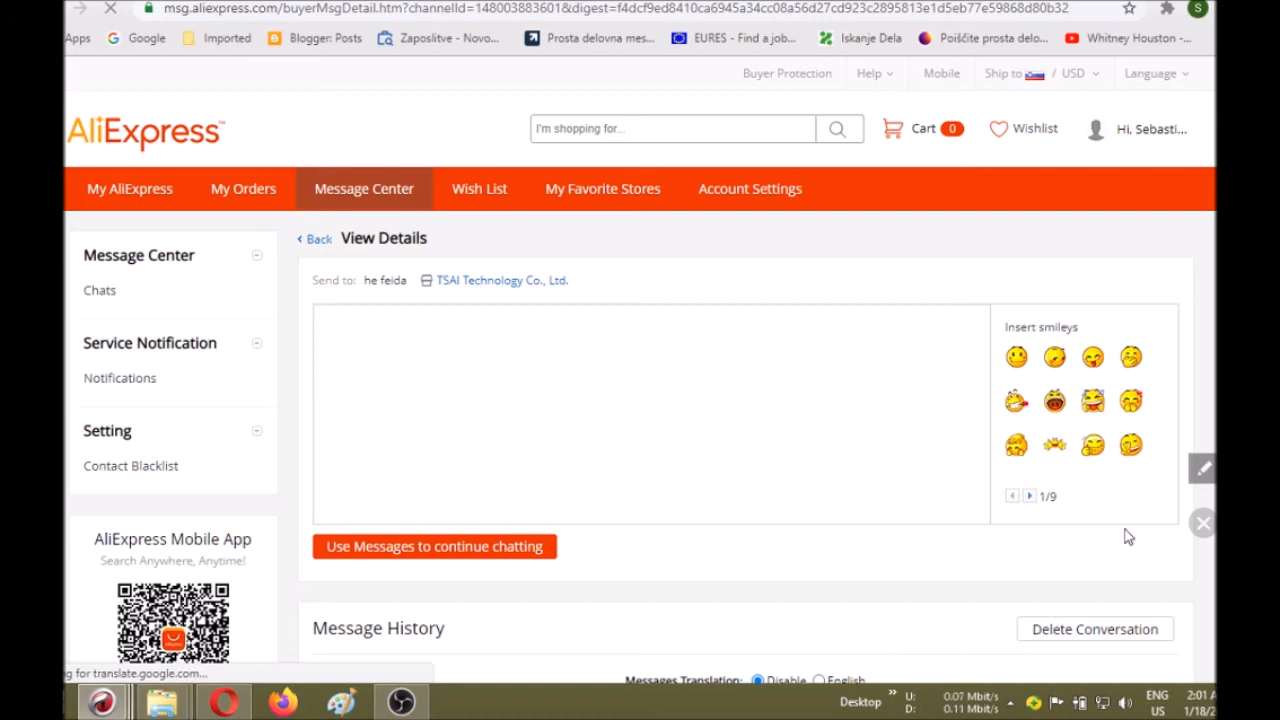 msg.aliexpress.com/buyerMsgDetail.htm?channelId=148003883601&digest=f4dcf9ed8410ca6945a34cc08a56d27cd923c2895813e1d5eb77e59868d80b32
S
Apps Google Imported Blogger: Posts Zaposlitve - Novo... Prosta delovna mes... EURES - Find a job... Iskanje Dela Poiščite prosta delo... Whitney Houston -...
Buyer Protection Help Mobile Ship to / USD Language
AliExpress™
I'm shopping for...
Cart 0 Wishlist Hi, Sebasti...
My AliExpress My Orders Message Center Wish List My Favorite Stores Account Settings
Message Center
Chats
Service Notification
Notifications
Setting
Contact Blacklist
AliExpress Mobile App
Search Anywhere, Anytime!
Back View Details
Send to: he feida TSAI Technology Co., Ltd.
Insert smileys
1/9
Use Messages to continue chatting
Message History
Delete Conversation
Messages Translation: Disable English
g for translate.google.com...
Desktop » U: 0.07 Mbit/s
D: 0.11 Mbit/s
ENG
US
2:01
1/18/2